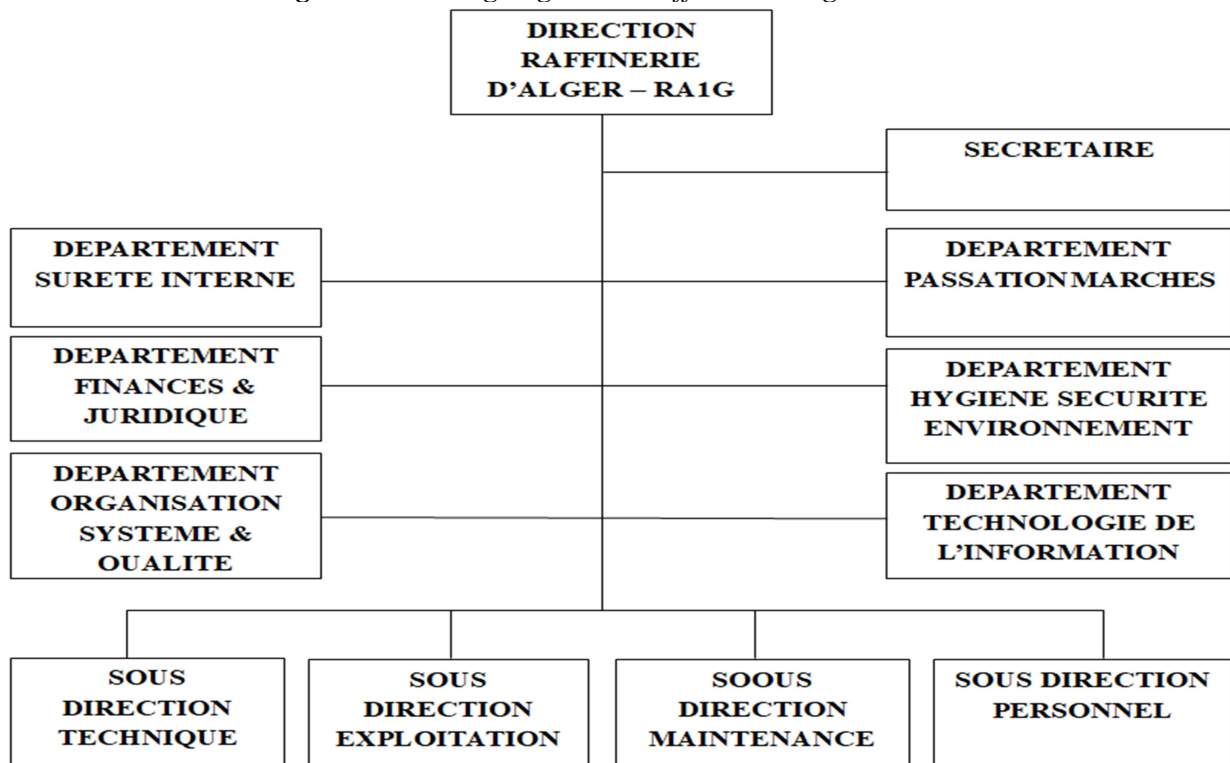 DIRECTION
RAFFINERIE
D'ALGER – RA1G
SECRETAIRE
DEPARTEMENT
SURETE INTERNE
DEPARTEMENT
PASSATION MARCHES
DEPARTEMENT
FINANCES &
JURIDIQUE
DEPARTEMENT
HYGIENE SECURITE
ENVIRONNEMENT
DEPARTEMENT
ORGANISATION
SYSTEME &
QUALITE
DEPARTEMENT
TECHNOLOGIE DE
L'INFORMATION
SOUS
DIRECTION
TECHNIQUE
SOUS
DIRECTION
EXPLOITATION
SOOUS
DIRECTION
MAINTENANCE
SOUS DIRECTION
PERSONNEL